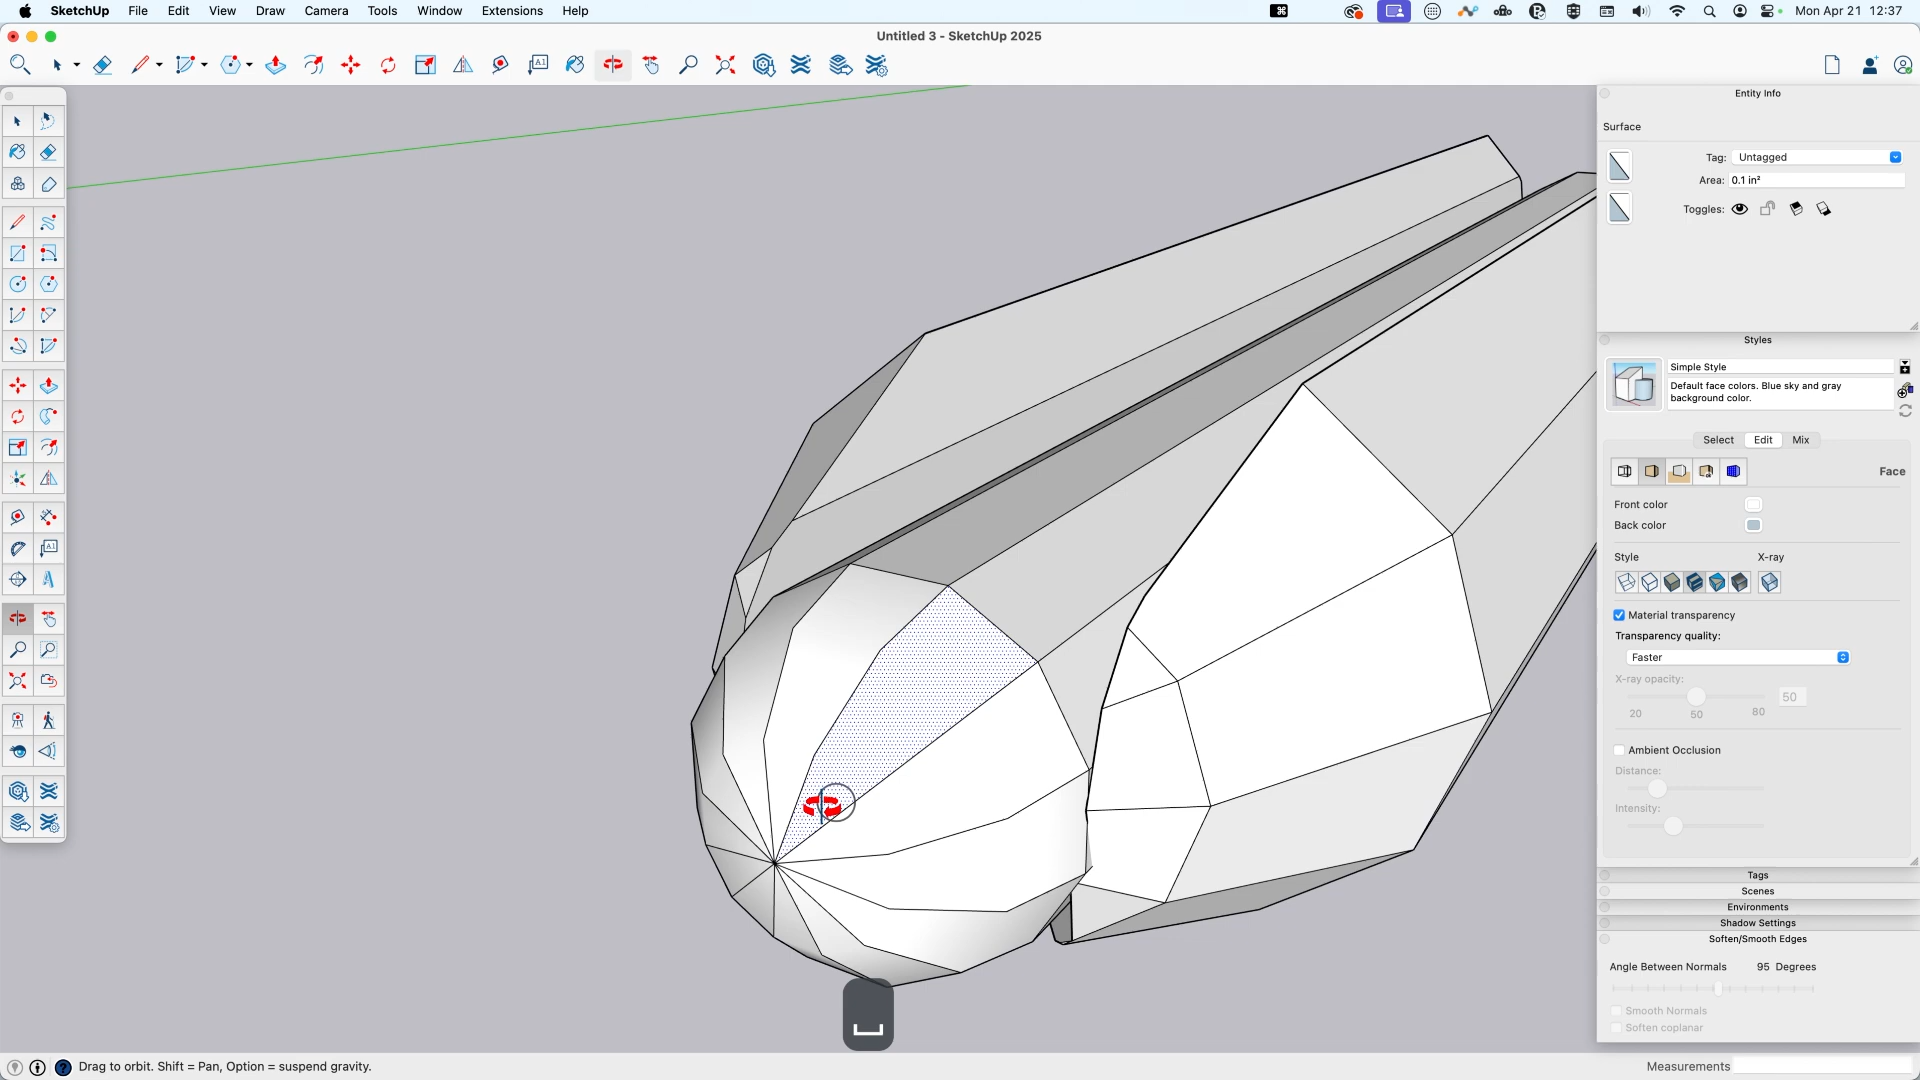 SketchUp File Edit View Draw Camera Tools Window Extensions Help
Mon Apr 21 12:37
Untitled 3 - SketchUp 2025
Entity Info
Surface
Tag: Untagged
Area: 0.1 in²
Toggles:
Styles
Simple Style
Default face colors. Blue sky and gray
background color.
Select Edit Mix
Face
Front color
Back color
Style X-ray
Material transparency
Transparency quality:
Faster
X-ray opacity:
50
20 50 80
Ambient Occlusion
Distance:
Intensity:
Tags
Scenes
Environments
Shadow Settings
Soften/Smooth Edges
Angle Between Normals 95 Degrees
Smooth Normals
Soften coplanar
Drag to orbit. Shift = Pan, Option = suspend gravity.
Measurements